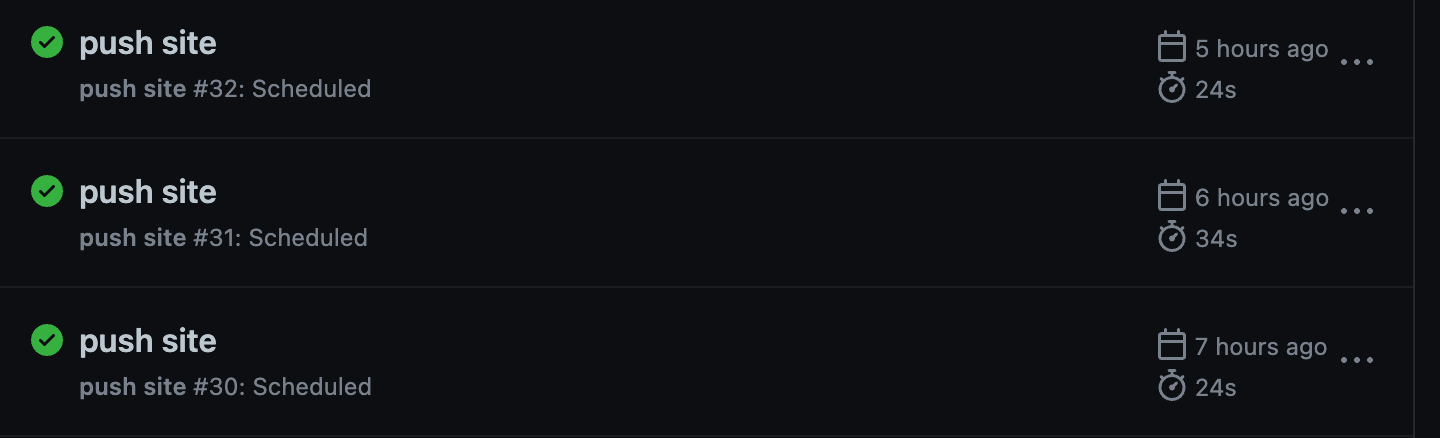 push site
push site #32: Scheduled
5 hours ago
24s
push site
push site #31: Scheduled
6 hours ago
34s
push site
push site #30: Scheduled
7 hours ago
24s